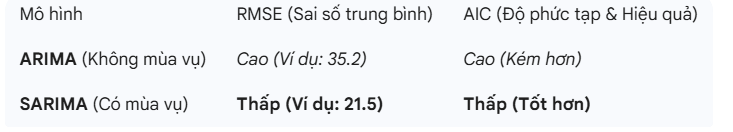 Mô hình RMSE (Sai số trung bình) AIC (Độ phức tạp & Hiệu quả)
ARIMA (Không mùa vụ) Cao (Ví dụ: 35.2) Cao (Kém hơn)
SARIMA (Có mùa vụ) Thấp (Ví dụ: 21.5) Thấp (Tốt hơn)